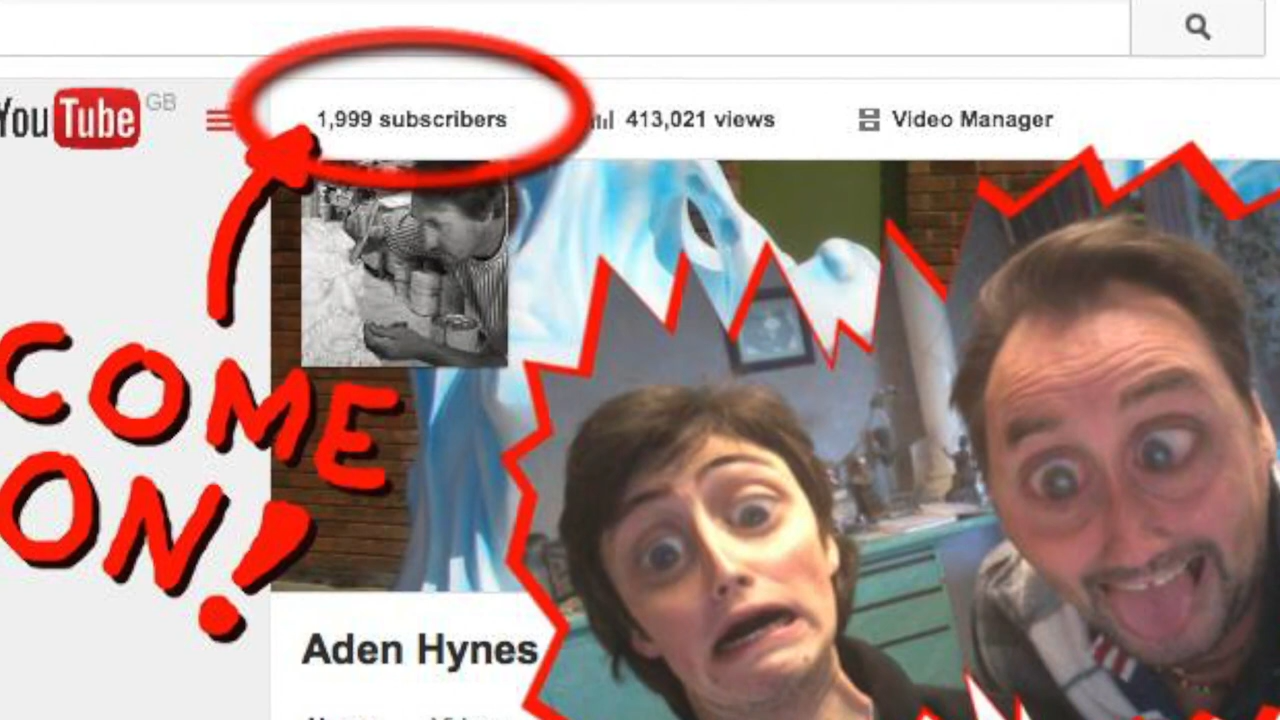 YouTube GB
1,999 subscribers
413,021 views
Video Manager
COME
ON!
Aden Hynes